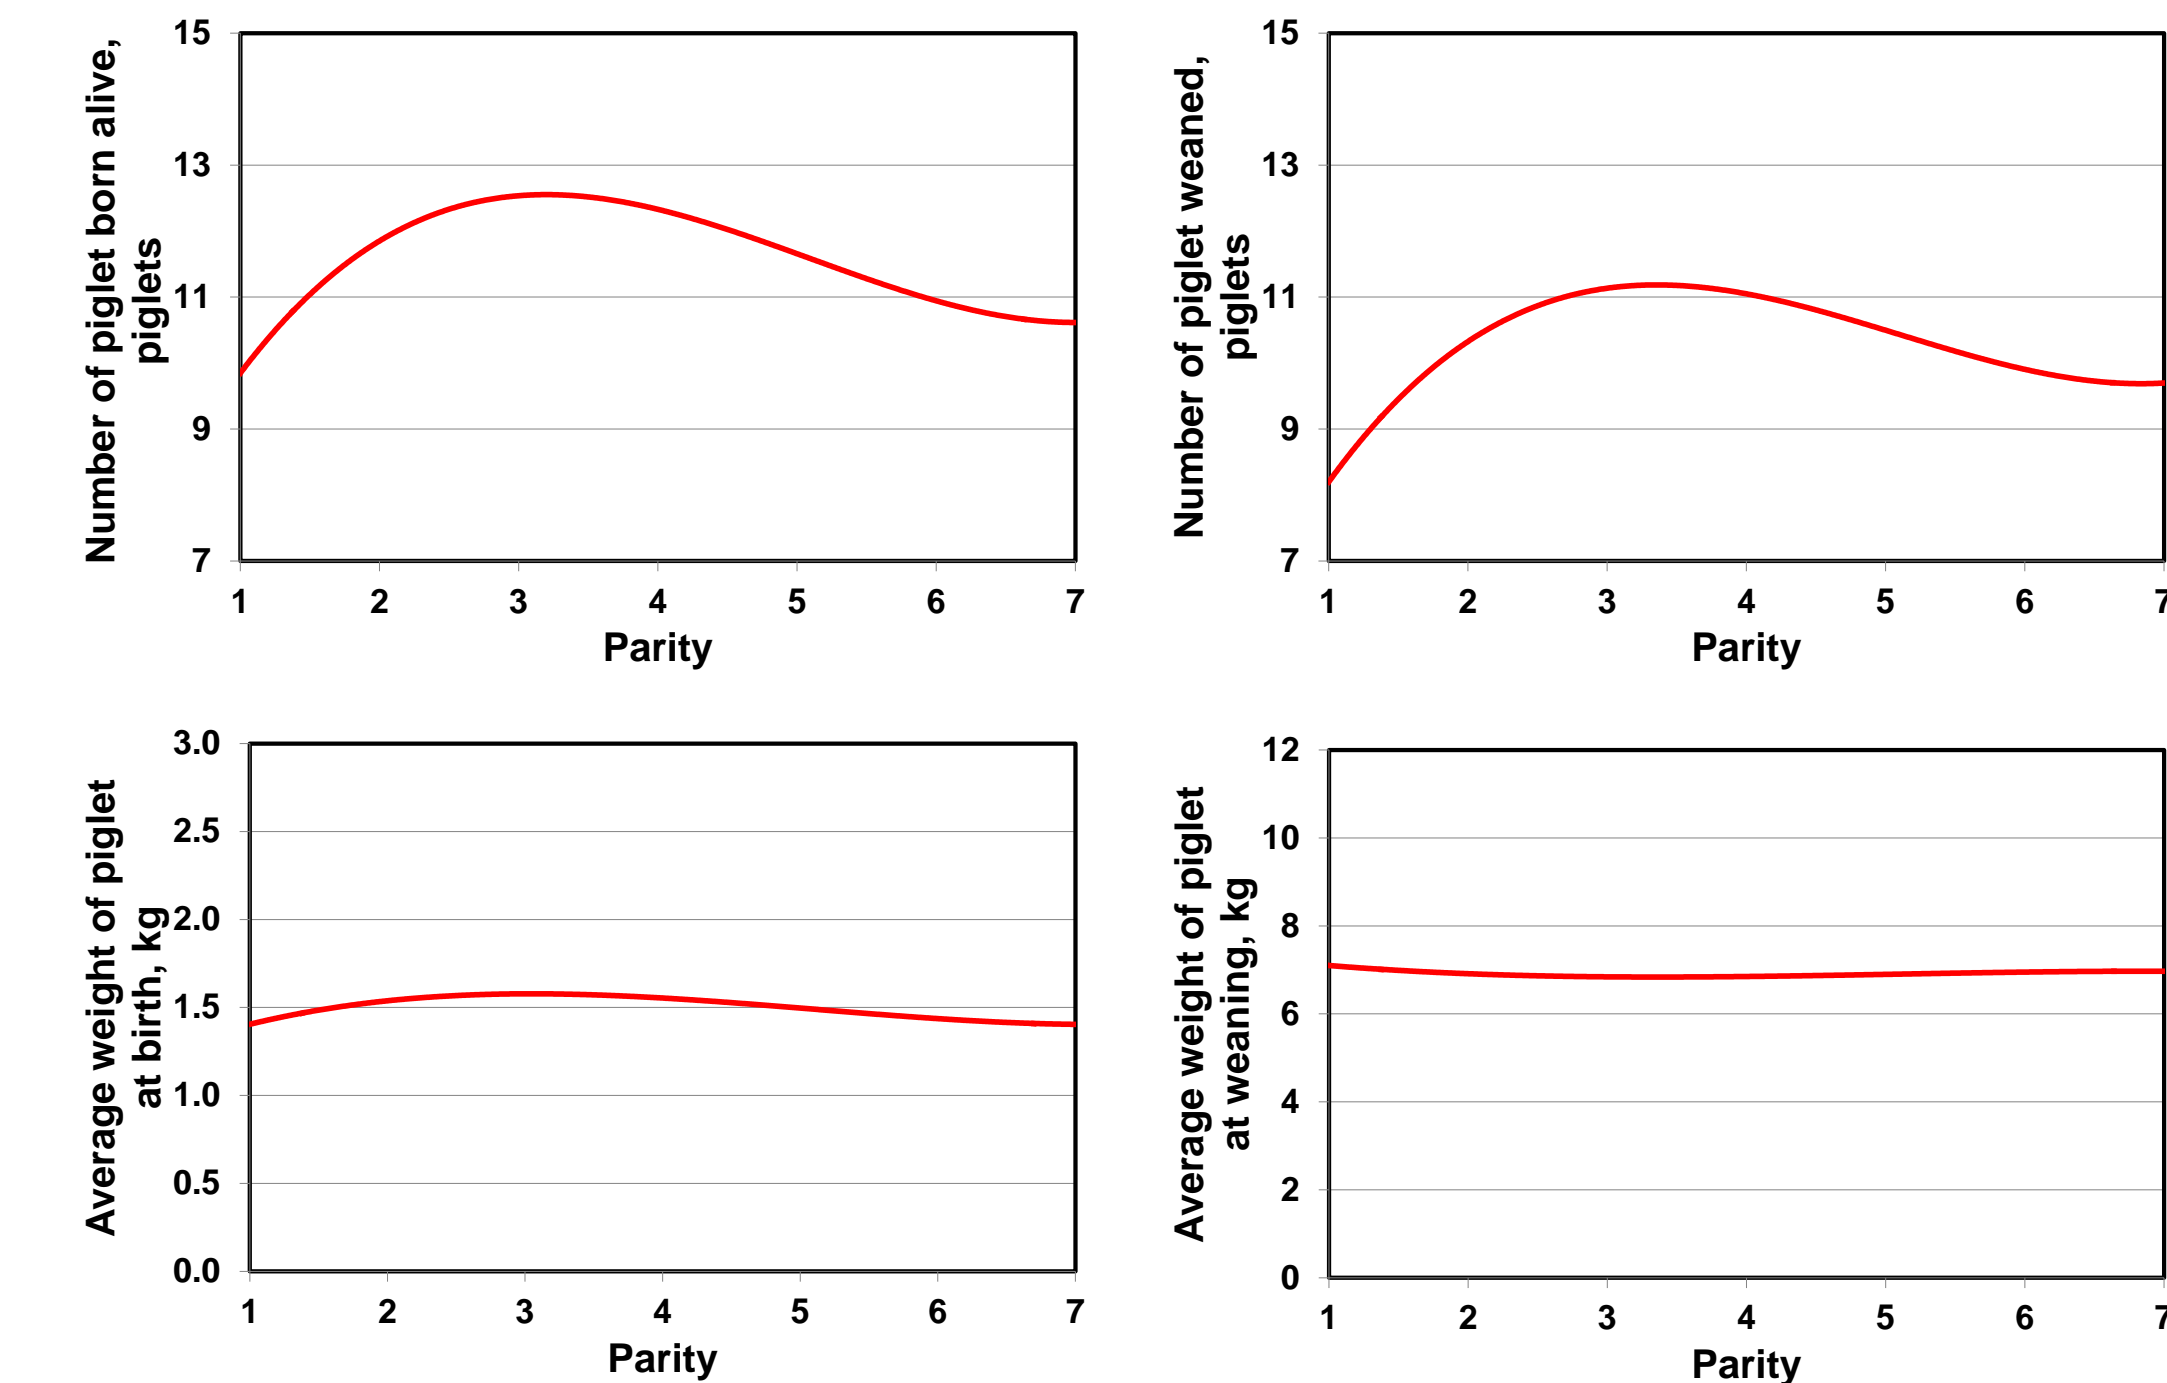 Number of piglet born alive,
piglets
15
13
11
9
7
1 2 3 4 5 6 7
Parity
Number of piglet weaned,
piglets
15
13
11
9
7
1 2 3 4 5 6 7
Parity
Average weight of piglet
at birth, kg
3.0
2.5
2.0
1.5
1.0
0.5
0.0
1 2 3 4 5 6 7
Parity
Average weight of piglet
at weaning, kg
12
10
8
6
4
2
0
1 2 3 4 5 6 7
Parity